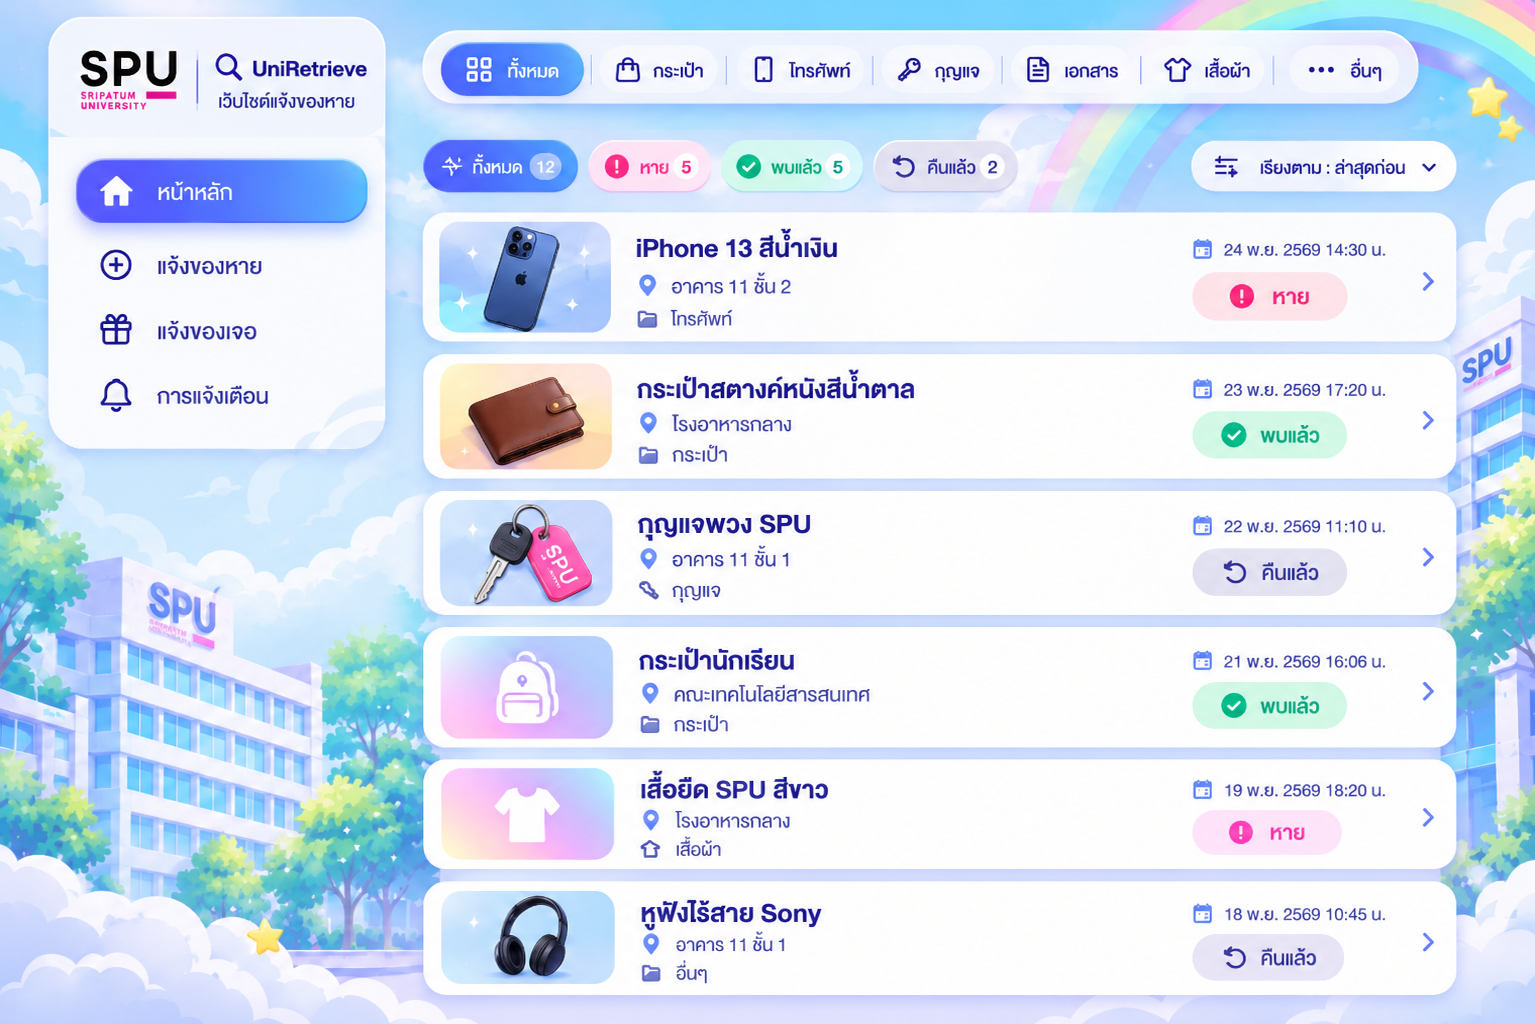 SPU
SRIPATUM
UNIVERSITY
UniRetrieve
เว็บไซต์แจ้งของหาย
หน้าหลัก
แจ้งของหาย
แจ้งของเจอ
การแจ้งเตือน
ทั้งหมด
กระเป๋า
โทรศัพท์
กุญแจ
เอกสาร
เสื้อผ้า
อื่นๆ
ทั้งหมด 12
หาย 5
พบแล้ว 5
คืนแล้ว 2
เรียงตาม : ล่าสุดก่อน
iPhone 13 สีน้ำเงิน
อาคาร 11 ชั้น 2
โทรศัพท์
24 พ.ย. 2569 14:30 น.
หาย
กระเป๋าสตางค์หนังสีน้ำตาล
โรงอาหารกลาง
กระเป๋า
23 พ.ย. 2569 17:20 น.
พบแล้ว
SPU
กุญแจพวง SPU
อาคาร 11 ชั้น 1
กุญแจ
22 พ.ย. 2569 11:10 น.
คืนแล้ว
กระเป๋านักเรียน
คณะเทคโนโลยีสารสนเทศ
กระเป๋า
21 พ.ย. 2569 16:06 น.
พบแล้ว
เสื้อยืด SPU สีขาว
โรงอาหารกลาง
เสื้อผ้า
19 พ.ย. 2569 18:20 น.
หาย
หูฟังไร้สาย Sony
อาคาร 11 ชั้น 1
อื่นๆ
18 พ.ย. 2569 10:45 น.
คืนแล้ว
SPU
SPU